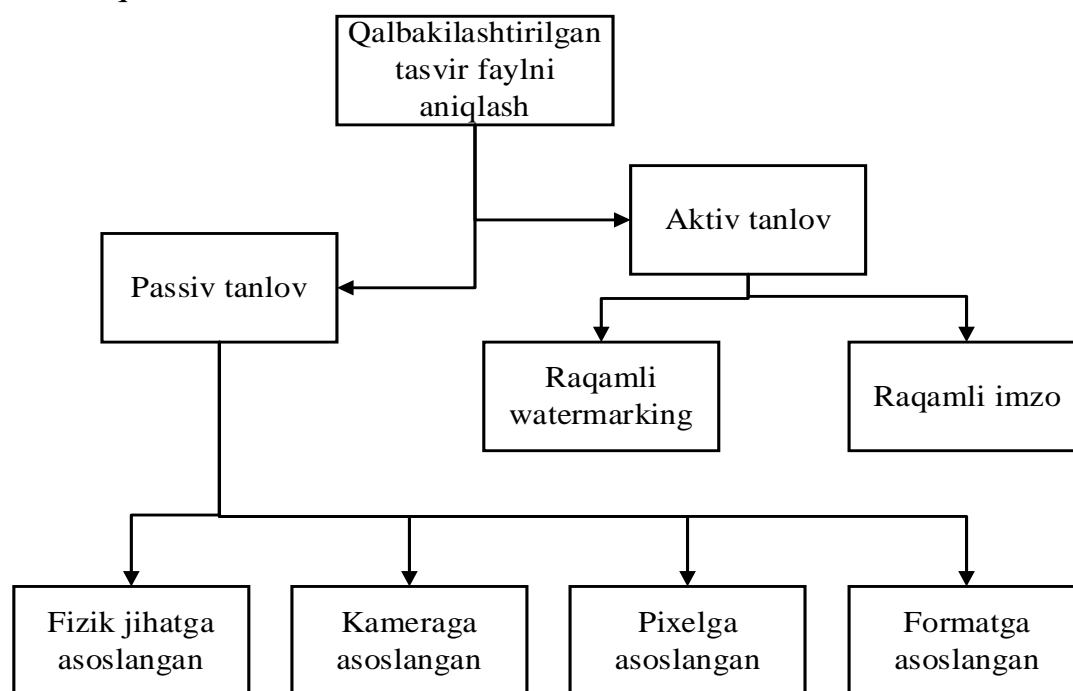 Qalbakilashtirilgan
tasvir faylni
aniqlash
Aktiv tanlov
Passiv tanlov
Raqamli
watermarking
Raqamli imzo
Fizik jihatga
asoslangan
Kameraga
asoslangan
Pixelga
asoslangan
Formatga
asoslangan